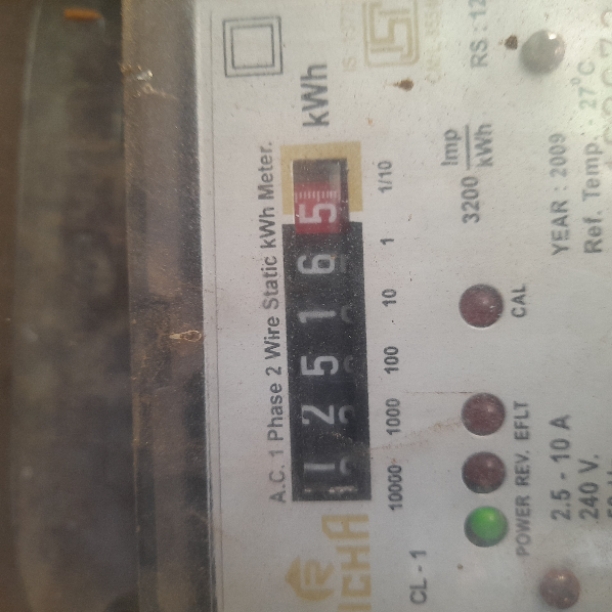 A.C. 1 Phase 2 Wire Static kWh Meter.
1 2 5 1 6 5 kWh
10000 1000 100 10 1 1/10
CL - 1
3200 Imp/kWh
RS : 12
POWER REV. EFLT CAL
2.5 - 10 A
YEAR : 2009
240 V.
Ref. Temp. : 27°C